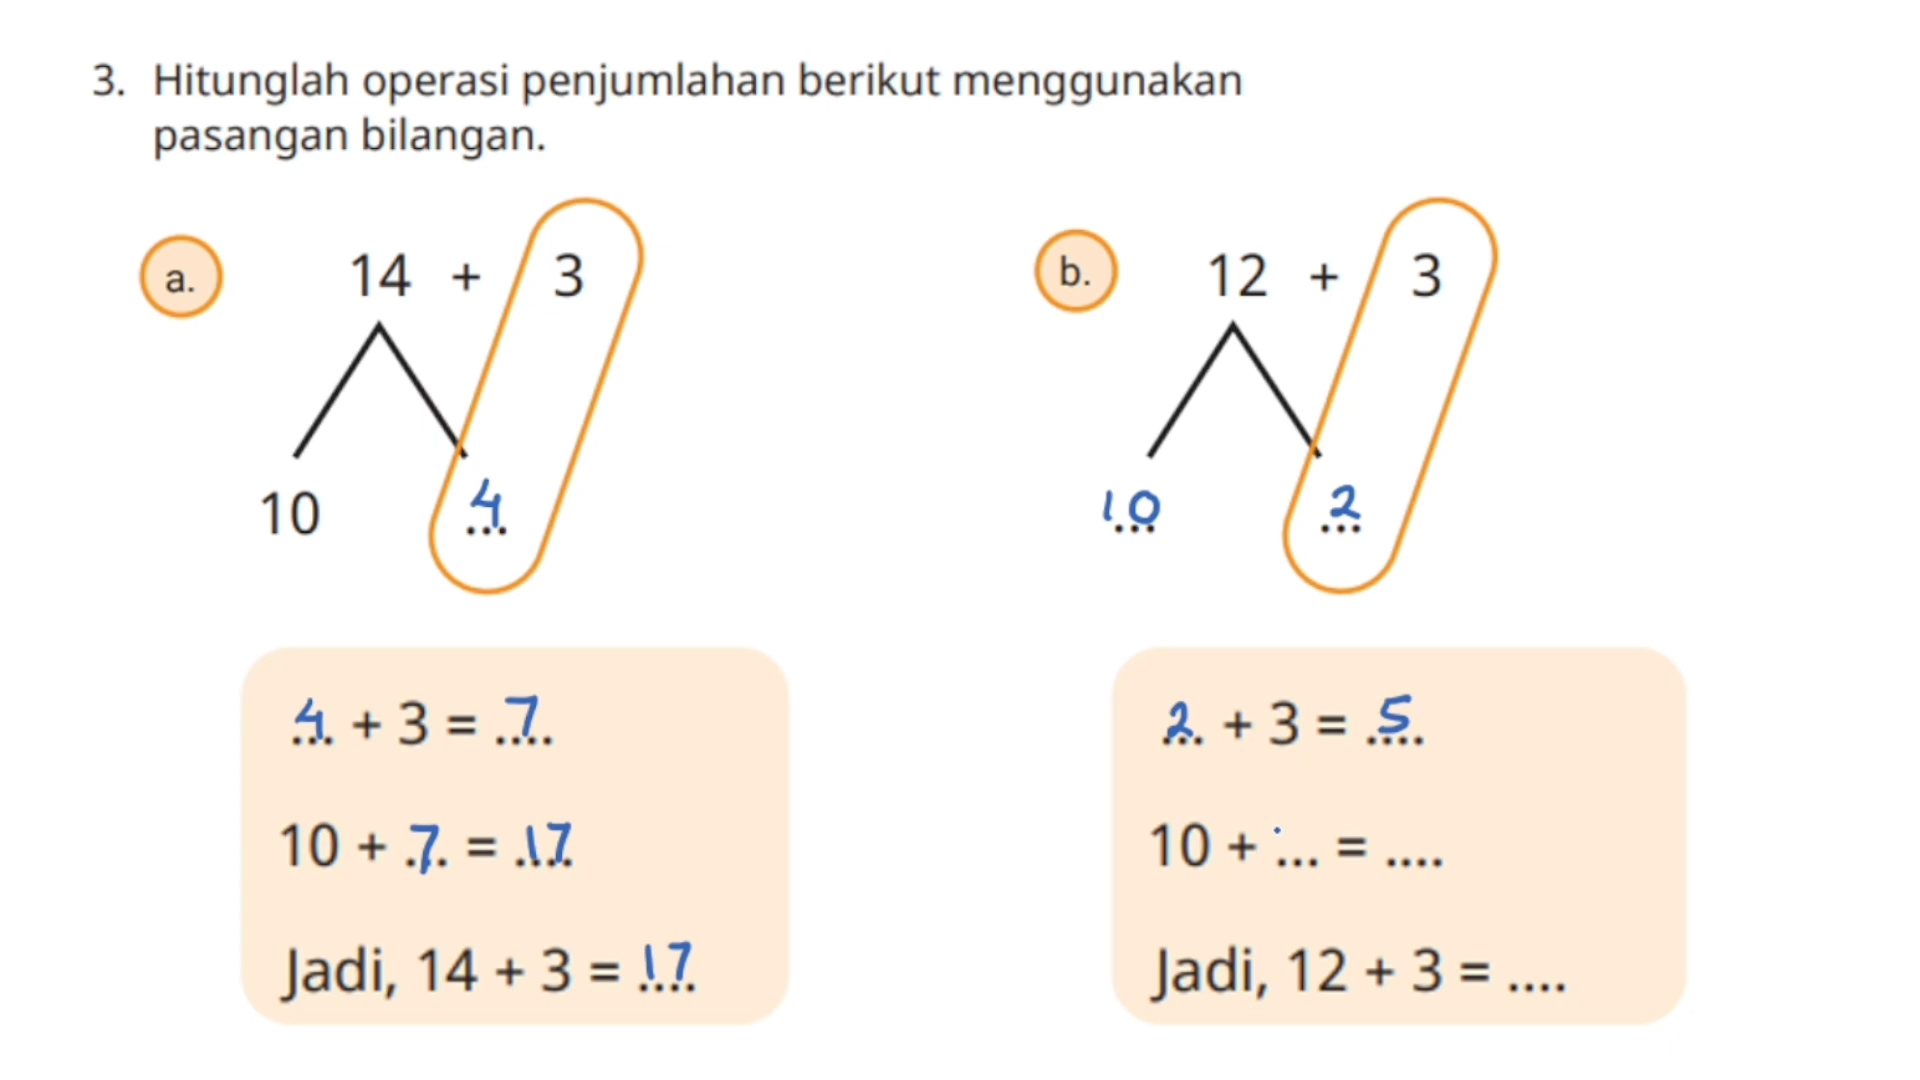 3. Hitunglah operasi penjumlahan berikut menggunakan
pasangan bilangan.
a. 14 + 3
10 4
4 + 3 = 7
10 + 7 = 17
Jadi, 14 + 3 = 17
b. 12 + 3
10 2
2 + 3 = 5
10 + ... = ....
Jadi, 12 + 3 = ....